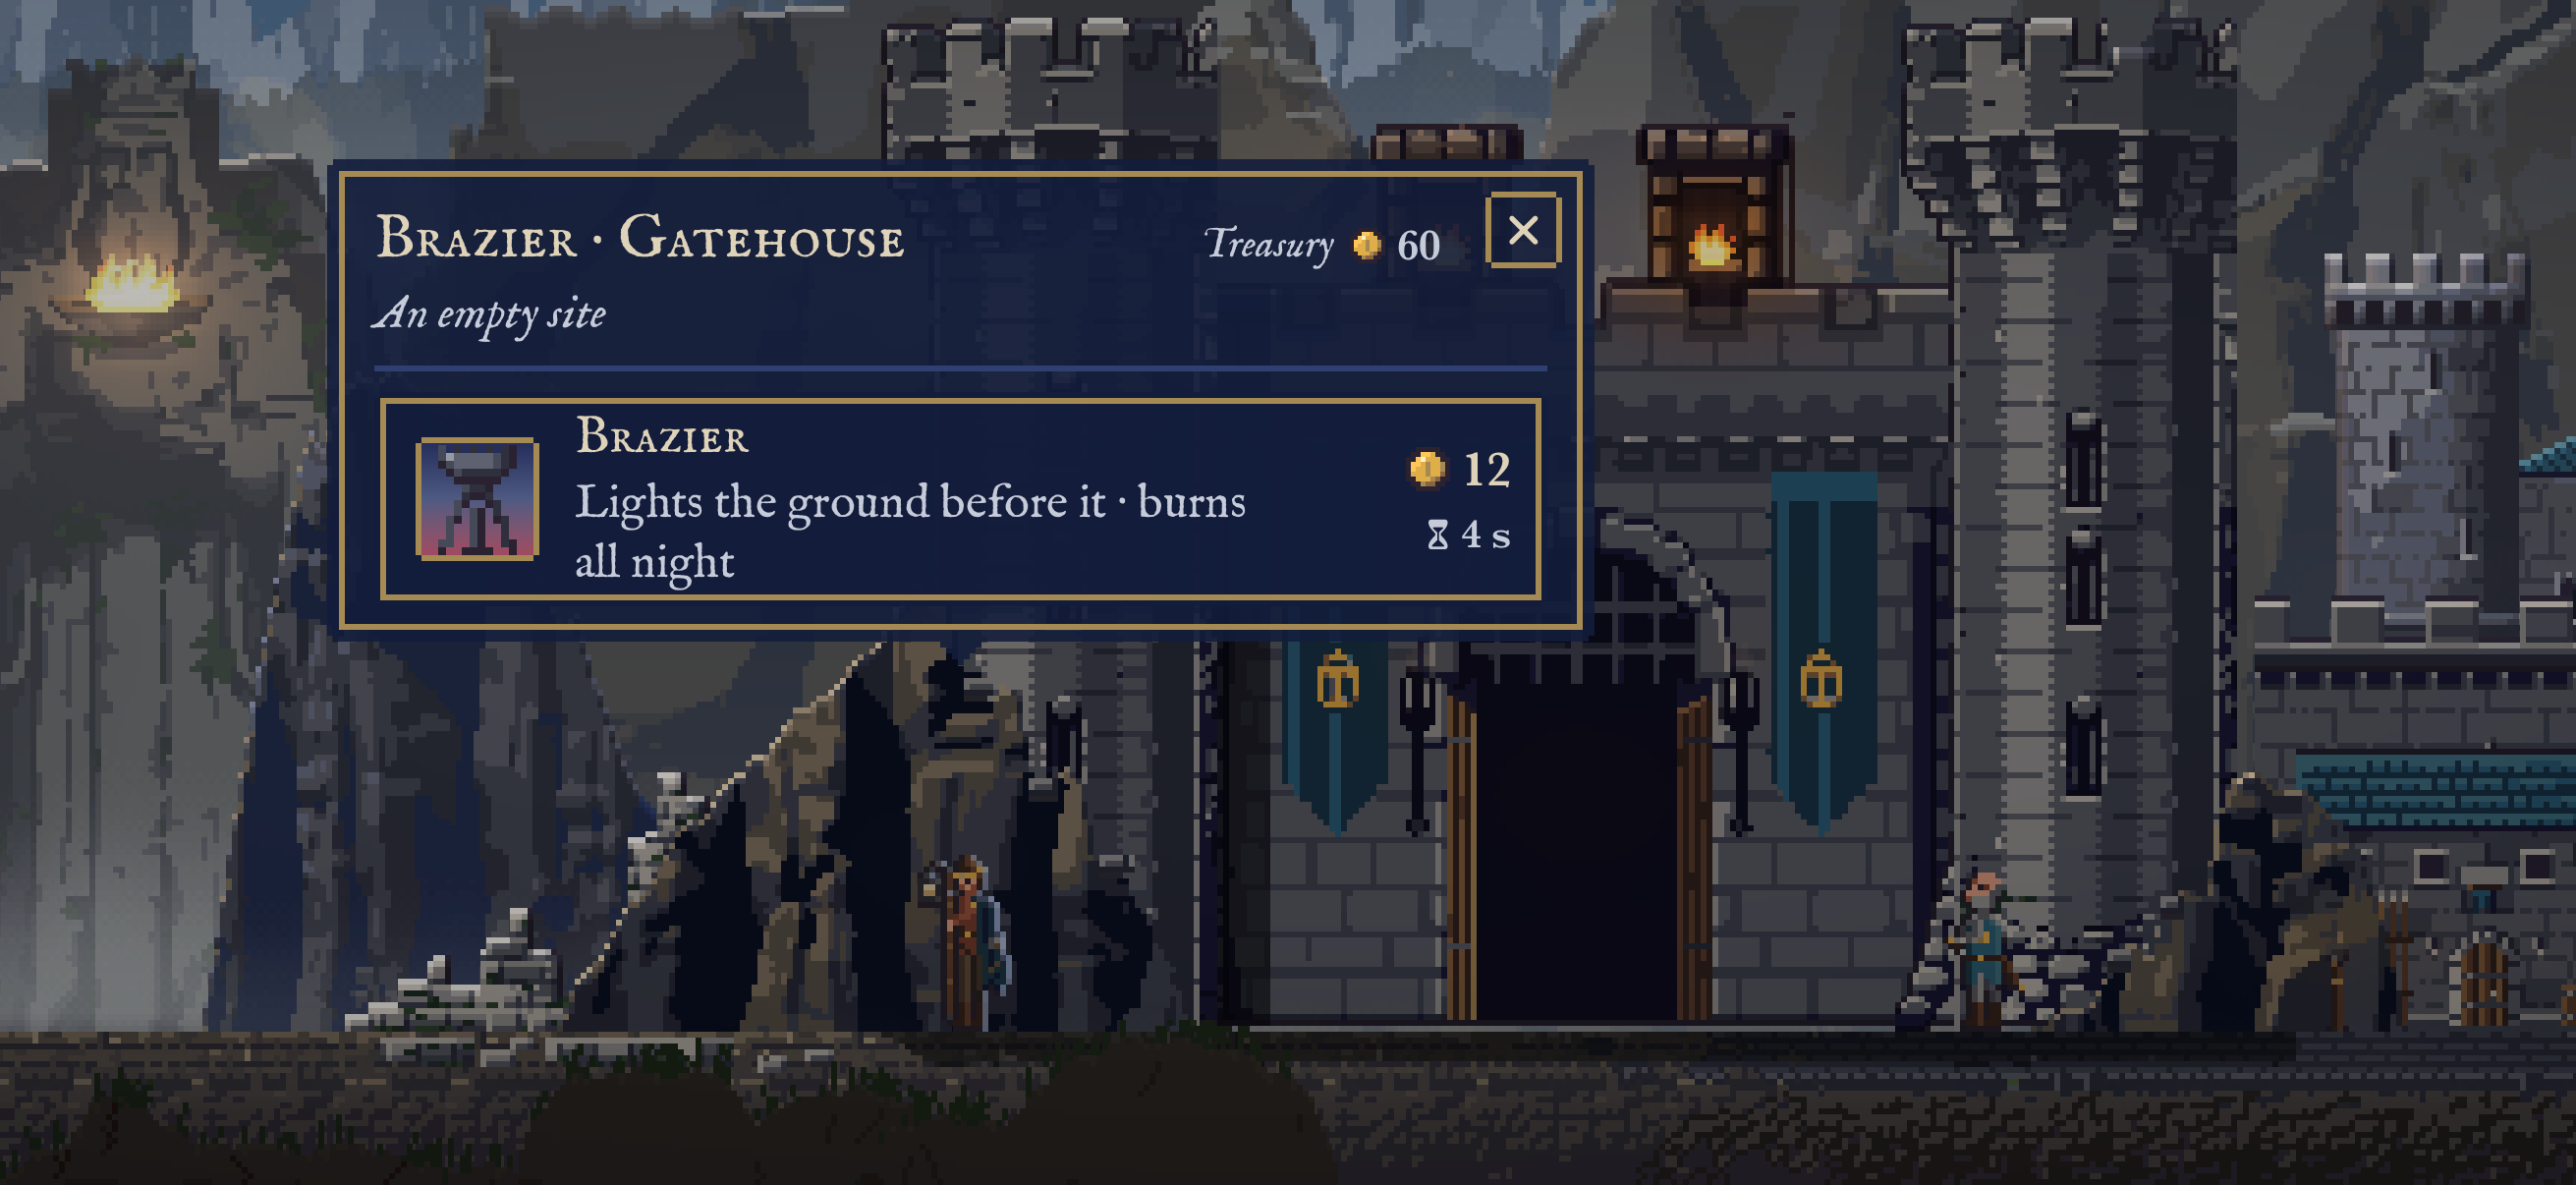 Brazier · Gatehouse
Treasury 60
An empty site
Brazier
Lights the ground before it · burns
all night
12
4 s